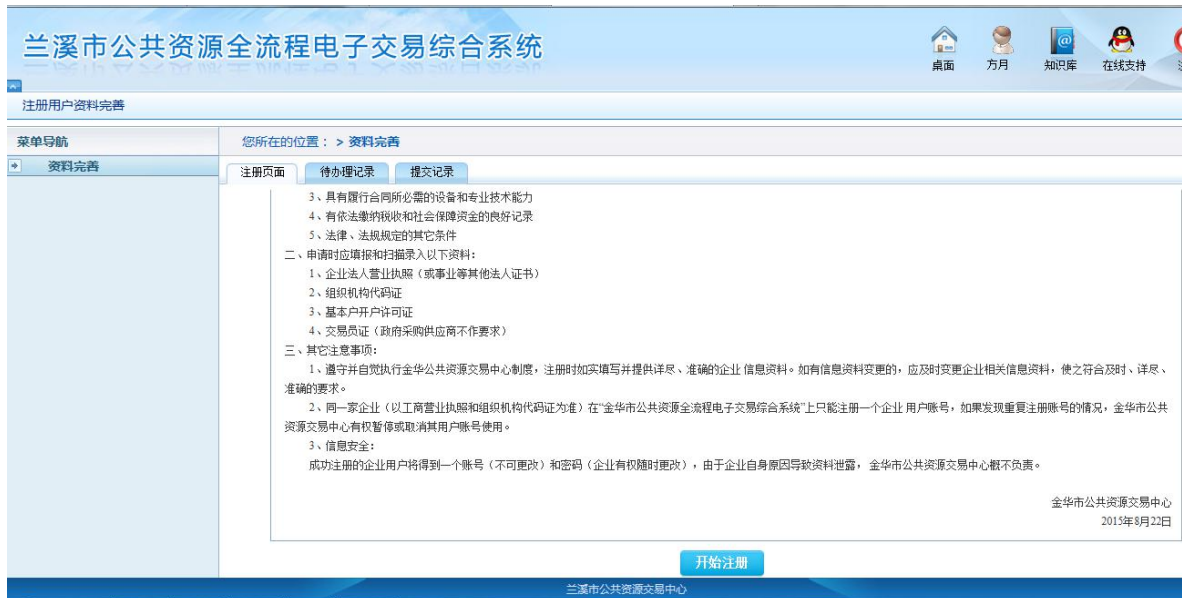 兰溪市公共资源全流程电子交易综合系统
桌面
方月
知识库
在线支持
注册用户资料完善
菜单导航
资料完善
您所在的位置： > 资料完善
注册页面
待办理记录
提交记录
3、具有履行合同所必需的设备和专业技术能力
4、有依法缴纳税收和社会保障资金的良好记录
5、法律、法规规定的其它条件
二、申请时应填报和扫描录入以下资料：
1、企业法人营业执照（或事业等其他法人证书）
2、组织机构代码证
3、基本户开户许可证
4、交易员证（政府采购供应商不作要求）
三、其它注意事项：
1、遵守并自觉执行金华公共资源交易中心制度，注册时如实填写并提供详尽、准确的企业 信息资料。如有信息资料变更的，应及时变更企业相关信息资料，使之符合及时、详尽、
准确的要求。
2、同一家企业（以工商营业执照和组织机构代码证为准）在“金华市公共资源全流程电子交易综合系统”上只能注册一个企业 用户账号，如果发现重复注册账号的情况，金华市公共
资源交易中心有权暂停或取消其用户账号使用。
3、信息安全：
成功注册的企业用户将得到一个账号（不可更改）和密码（企业有权随时更改），由于企业自身原因导致资料泄露， 金华市公共资源交易中心概不负责。
金华市公共资源交易中心
2015年8月22日
开始注册
兰溪市公共资源交易中心